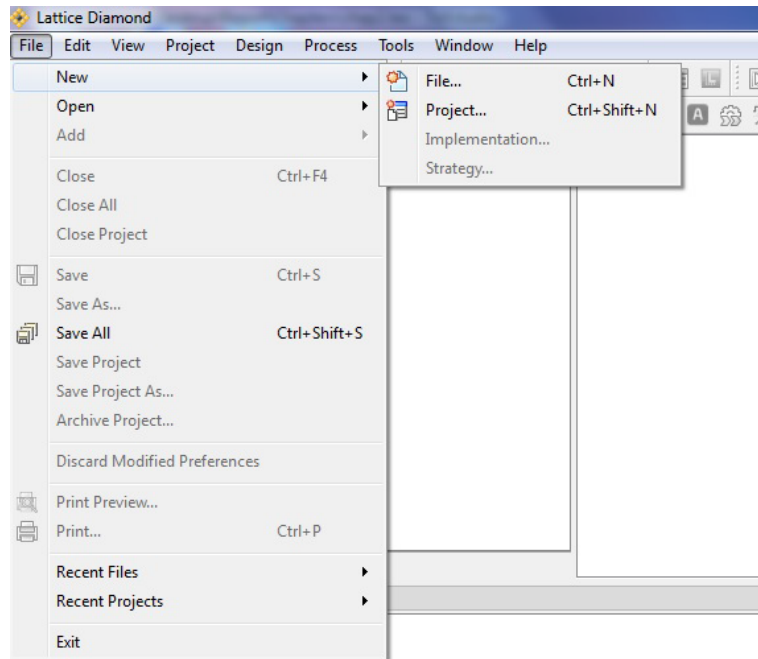 Lattice Diamond
File Edit View Project Design Process Tools Window Help
New
File... Ctrl+N
Open
Project... Ctrl+Shift+N
Add
Implementation...
Strategy...
Close Ctrl+F4
Close All
Close Project
Save Ctrl+S
Save As...
Save All Ctrl+Shift+S
Save Project
Save Project As...
Archive Project...
Discard Modified Preferences
Print Preview...
Print... Ctrl+P
Recent Files
Recent Projects
Exit